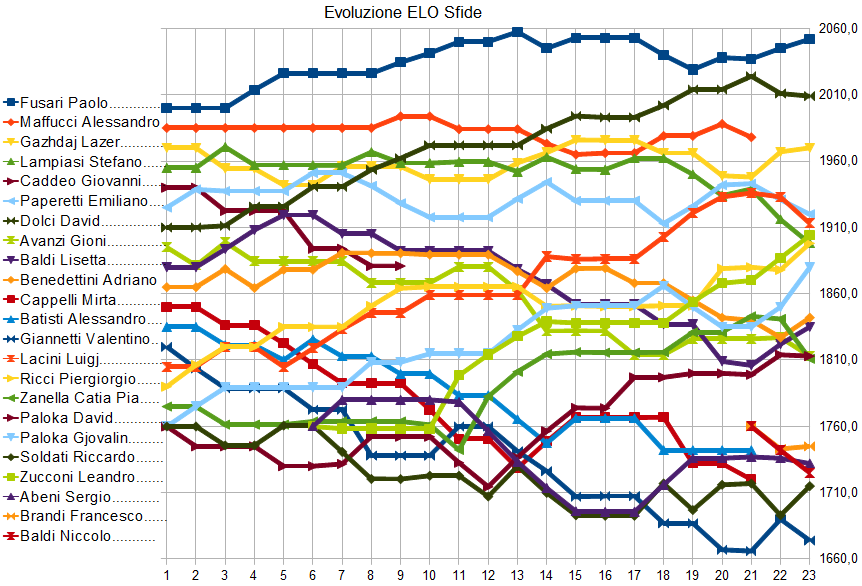 Evoluzione ELO Sfide
Fusari Paolo..........
Maffucci Alessandro
Gazhdaj Lazer........
Lampiasi Stefano....
Caddeo Giovanni.....
Paperetti Emiliano...
Dolci David............
Avanzi Gioni...........
Baldi Lisetta...........
Benedettini Adriano
Cappelli Mirta.........
Batisti Alessandro...
Giannetti Valentino..
Lacini Luigj............
Ricci Piergiorgio.....
Zanella Catia Pia.....
Paloka David..........
Paloka Gjovalin.......
Soldati Riccardo......
Zucconi Leandro.....
Abeni Sergio..........
Brandi Francesco.....
Baldi Niccolo..........
2060,0
2010,0
1960,0
1910,0
1860,0
1810,0
1760,0
1710,0
1660,0
1 2 3 4 5 6 7 8 9 10 11 12 13 14 15 16 17 18 19 20 21 22 23